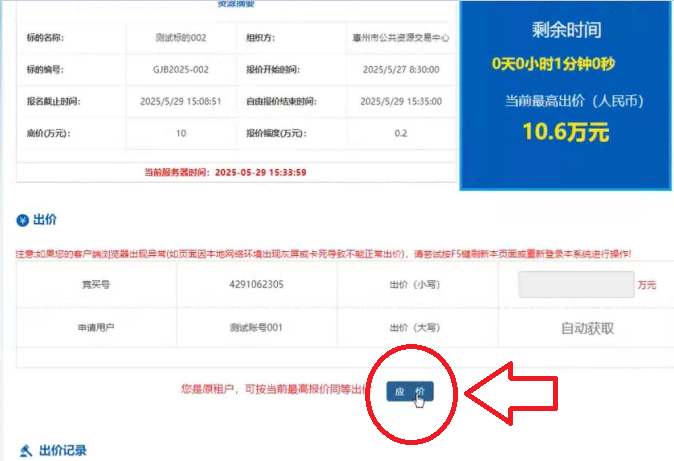 资源摘要
剩余时间
0天0小时1分钟0秒
当前最高出价（人民币）
10.6万元
标的名称: 测试标的002 组织方: 惠州市公共资源交易中心
标的编号: GJB2025-002 报价开始时间: 2025/5/27 8:30:00
报名截止时间: 2025/5/29 15:08:51 自由报价结束时间: 2025/5/29 15:35:00
底价(万元): 10 报价幅度(万元): 0.2
当前服务器时间：2025-05-29 15:33:59
出价
注意:如果您的客户端浏览器出现异常(如页面因本地网络环境出现灰屏或卡死导致不能正常出价)，请尝试按F5键刷新本页面或重新登录本系统进行操作!
竞买号 4291062305 出价（小写） 万元
申请用户 测试账号001 出价（大写） 自动获取
您是原租户，可按当前最高报价同等出价 应 价
出价记录